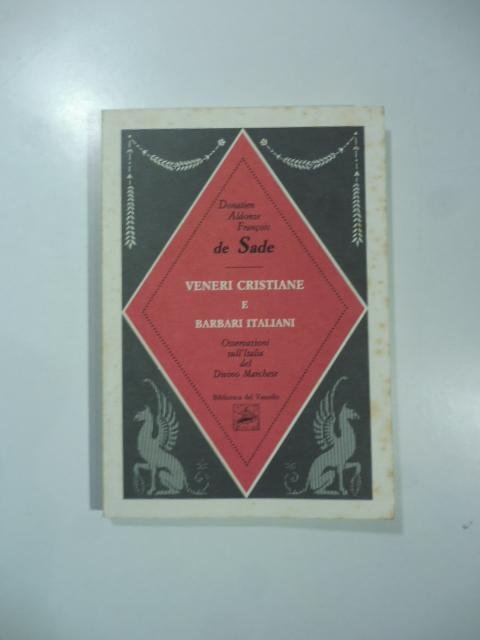 Donatien
Aldonze
François
de Sade
VENERI CRISTIANE
E
BARBARI ITALIANI
Osservazioni
sull'Italia
del
Divino Marchese
Biblioteca del Vascello